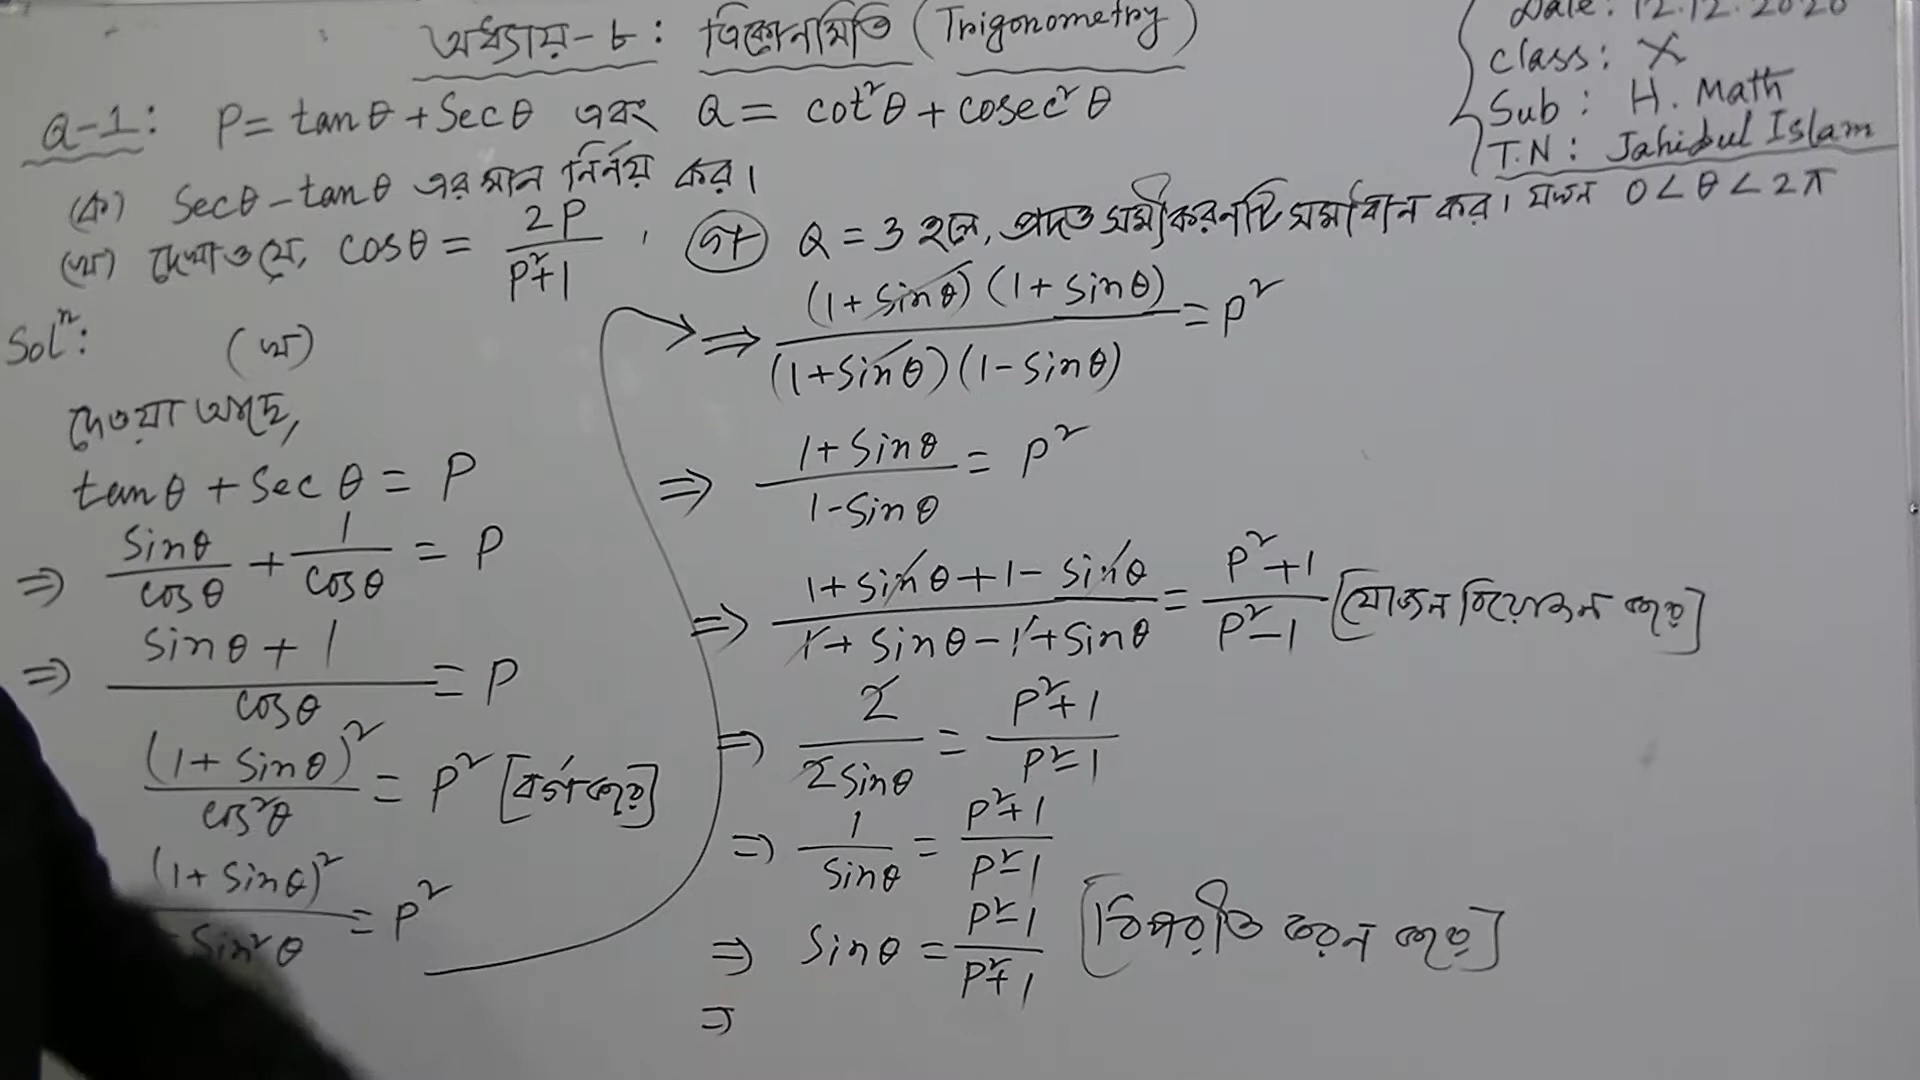 অধ্যায়-৮: ত্রিকোনমিতি (Trigonometry)
Date: 12.12.2020
Class: X
Sub: H. Math
T.N: Jahidul Islam
Q-1: P = tanθ + Secθ এবং Q = cot²θ + cosec²θ
(ক) Secθ - tanθ এর মান নির্নয় কর।
(খ) দেখাও যে, cosθ = 2P/P²+1, (গ) Q = 3 হলে, প্রদত্ত সমীকরনটি সমাধান কর। যখন 0 < θ < 2π
Solⁿ: (খ)
দেওয়া আছে,
tanθ + Sec θ = P
⇒ Sinθ/cosθ + 1/cosθ = P
⇒ Sinθ + 1/cosθ = P
(1 + Sinθ)²/cos²θ = P² [বর্গ করে]
(1 + Sinθ)²/- Sin²θ = P²
⇒ (1 + Sinθ)(1 + Sinθ)/(1 + Sinθ)(1 - Sinθ) = P²
⇒ 1 + Sinθ/1 - Sinθ = P²
⇒ 1 + Sinθ + 1 - Sinθ/1 + Sinθ - 1 + Sinθ = P²+1/P²-1 [যোজন বিয়োজন করে]
⇒ 2/2Sinθ = P²+1/P²-1
⇒ 1/Sinθ = P²+1/P²-1
⇒ Sinθ = P²-1/P²+1 [বিপরীত করন করে]
⇒